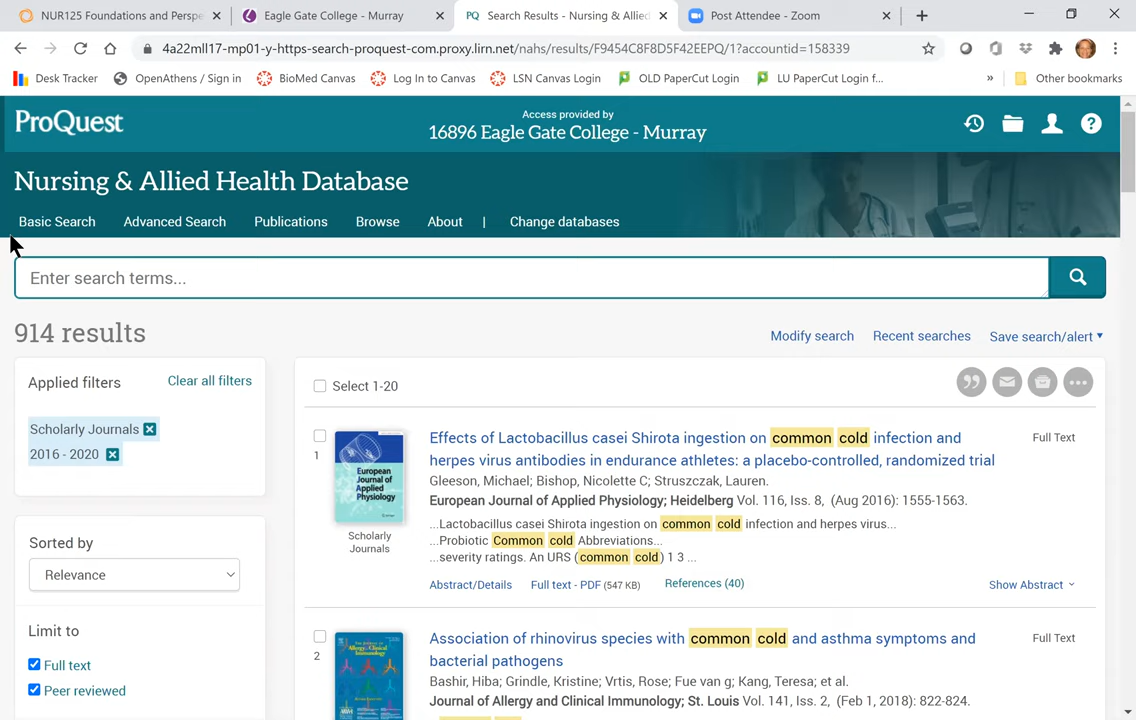 NUR125 Foundations and Perspe
Eagle Gate College - Murray
PQ Search Results - Nursing & Allied
Post Attendee - Zoom
4a22mll17-mp01-y-https-search-proquest-com.proxy.lirn.net/nahs/results/F9454C8F8D5F42EEPQ/1?accountid=158339
Desk Tracker
OpenAthens / Sign in
BioMed Canvas
Log In to Canvas
LSN Canvas Login
OLD PaperCut Login
LU PaperCut Login f...
»
Other bookmarks
ProQuest
Access provided by
16896 Eagle Gate College - Murray
Nursing & Allied Health Database
Basic Search Advanced Search Publications Browse About | Change databases
Enter search terms...
914 results
Modify search Recent searches Save search/alert
Applied filters Clear all filters
Scholarly Journals
2016 - 2020
Sorted by
Relevance
Limit to
Full text
Peer reviewed
Select 1-20
1
European
Journal of
Applied
Physiology
Scholarly
Journals
Effects of Lactobacillus casei Shirota ingestion on common cold infection and
herpes virus antibodies in endurance athletes: a placebo-controlled, randomized trial
Gleeson, Michael; Bishop, Nicolette C; Struszczak, Lauren.
European Journal of Applied Physiology; Heidelberg Vol. 116, Iss. 8, (Aug 2016): 1555-1563.
...Lactobacillus casei Shirota ingestion on common cold infection and herpes virus...
...Probiotic Common cold Abbreviations...
...severity ratings. An URS (common cold) 1 3 ...
Abstract/Details Full text - PDF (547 KB) References (40) Show Abstract
Full Text
2
Allergy & Clinical
Immunology
Association of rhinovirus species with common cold and asthma symptoms and
bacterial pathogens
Bashir, Hiba; Grindle, Kristine; Vrtis, Rose; Fue van g; Kang, Teresa; et al.
Journal of Allergy and Clinical Immunology; St. Louis Vol. 141, Iss. 2, (Feb 1, 2018): 822-824.
Full Text